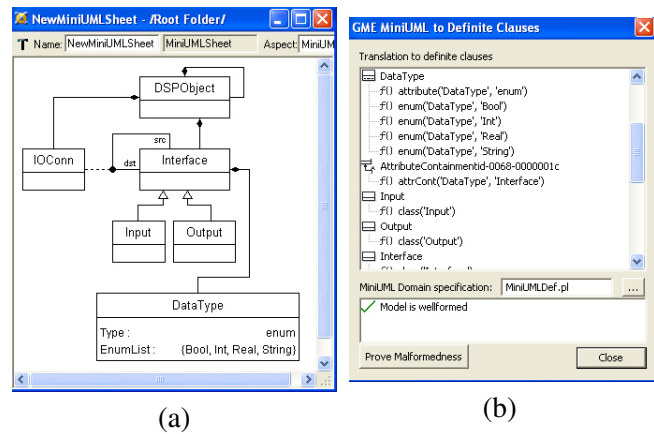 NewMiniUMLSheet - /Root Folder/
T Name: NewMiniUMLSheet MiniUMLSheet Aspect: MiniUM
DSPObject
src
IOConn
dst
Interface
Input
Output
DataType
Type : enum
EnumList : {Bool, Int, Real, String}
(a)
GME MiniUML to Definite Clauses
Translation to definite clauses
DataType
f() attribute('DataType', 'enum')
f() enum('DataType', 'Bool')
f() enum('DataType', 'Int')
f() enum('DataType', 'Real')
f() enum('DataType', 'String')
AttributeContainmentid-0068-0000001c
f() attrCont('DataType', 'Interface')
Input
f() class('Input')
Output
f() class('Output')
Interface
MiniUML Domain specification: MiniUMLDef.pl ...
Model is wellformed
Prove Malformedness Close
(b)